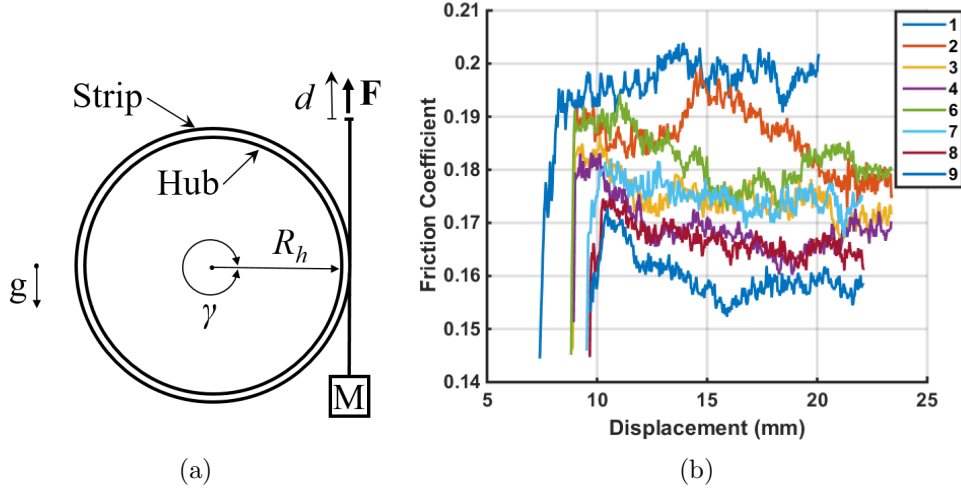 Strip
d
F
Hub
R_h
g
γ
M
(a)
0.21
0.2
0.19
0.18
0.17
0.16
0.15
0.14
Friction Coefficient
5
10
15
20
25
Displacement (mm)
1
2
3
4
6
7
8
9
(b)